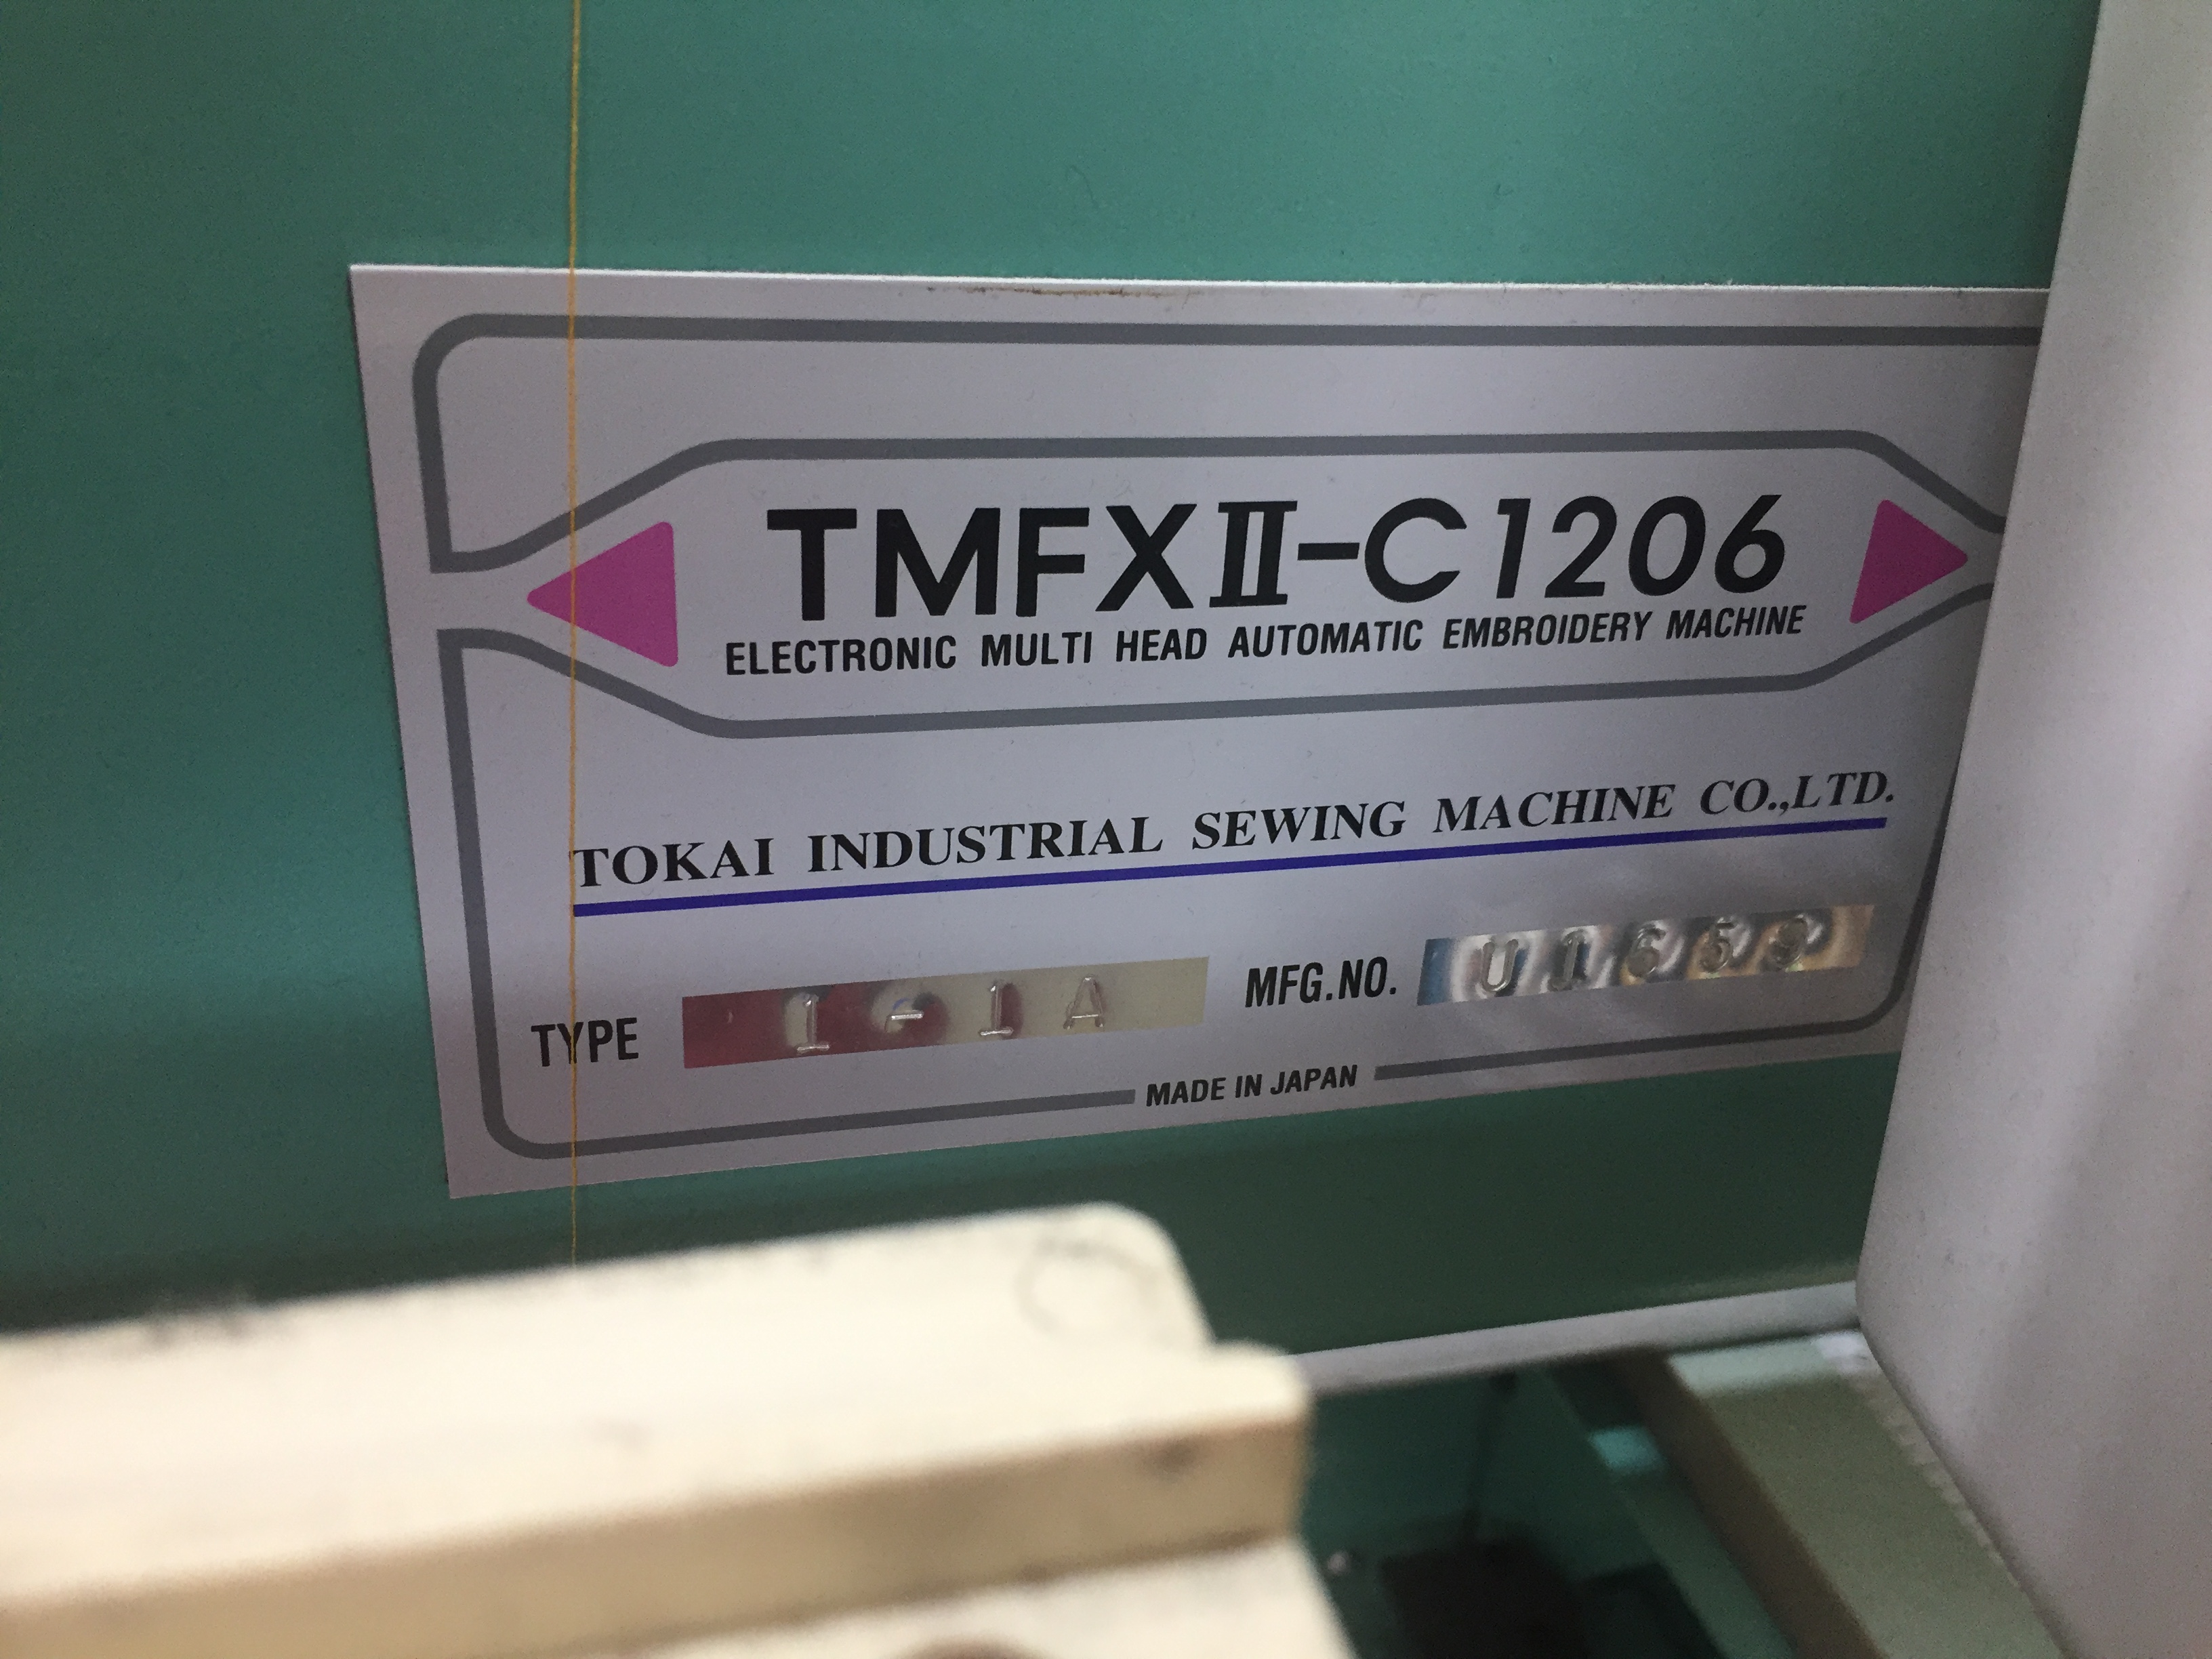 TMFXⅡ-C1206
ELECTRONIC MULTI HEAD AUTOMATIC EMBROIDERY MACHINE
TOKAI INDUSTRIAL SEWING MACHINE CO.,LTD.
TYPE 1-1A MFG.NO. U1659
MADE IN JAPAN